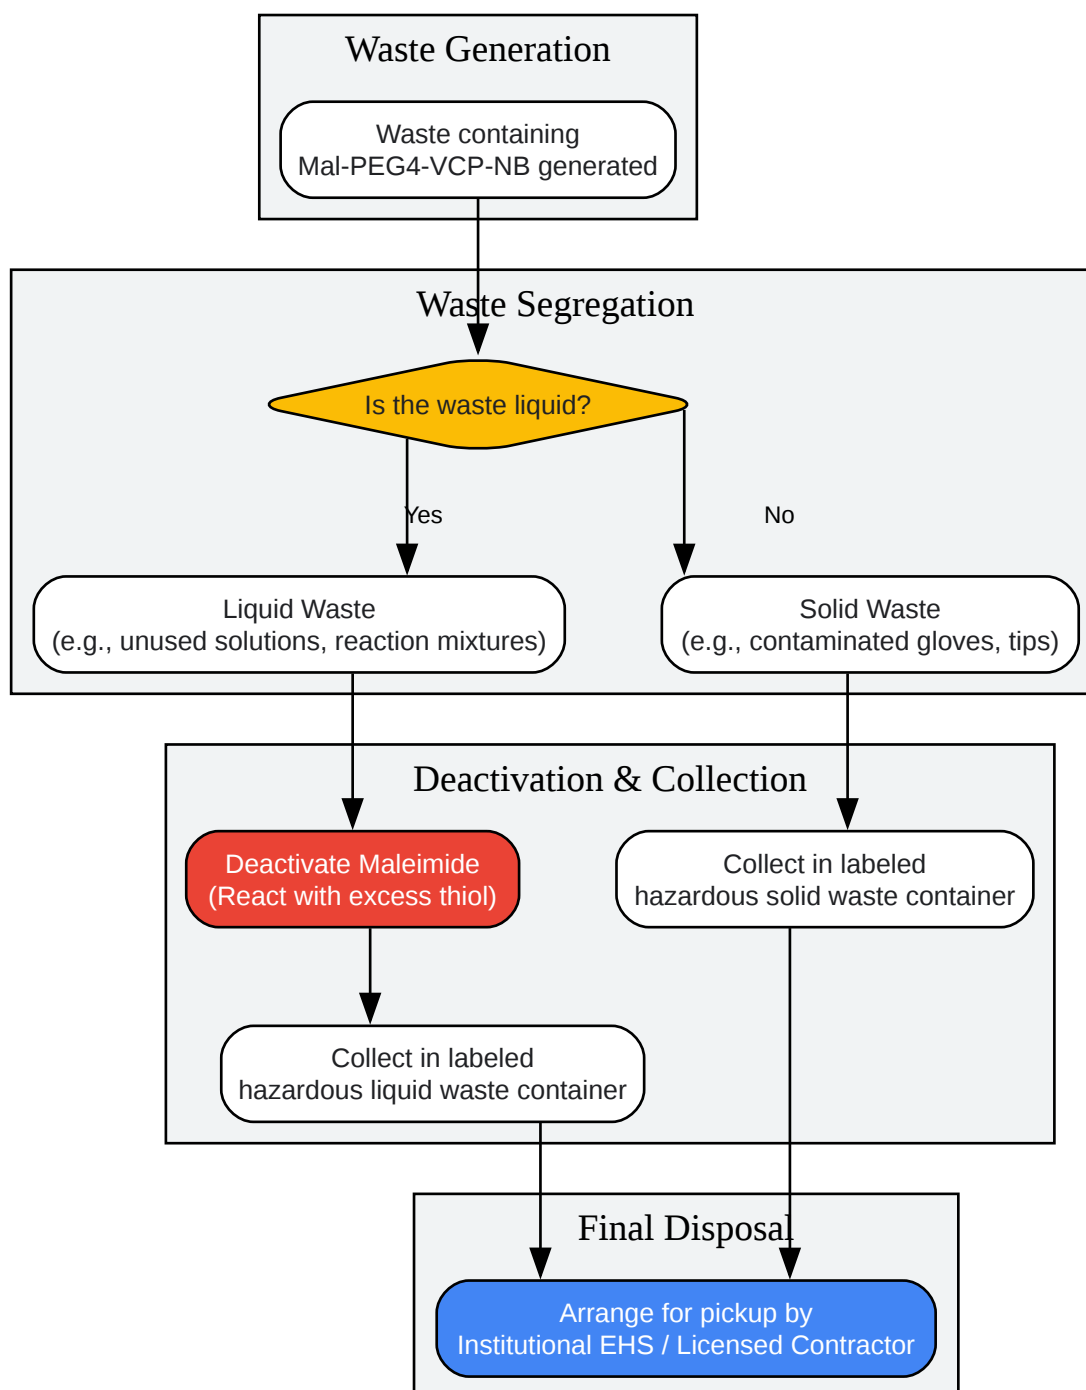 Waste Generation
Waste containing
Mal-PEG4-VCP-NB generated
Waste Segregation
Is the waste liquid?
Yes
No
Liquid Waste
(e.g., unused solutions, reaction mixtures)
Solid Waste
(e.g., contaminated gloves, tips)
Deactivation & Collection
Deactivate Maleimide
(React with excess thiol)
Collect in labeled
hazardous solid waste container
Collect in labeled
hazardous liquid waste container
Final Disposal
Arrange for pickup by
Institutional EHS / Licensed Contractor